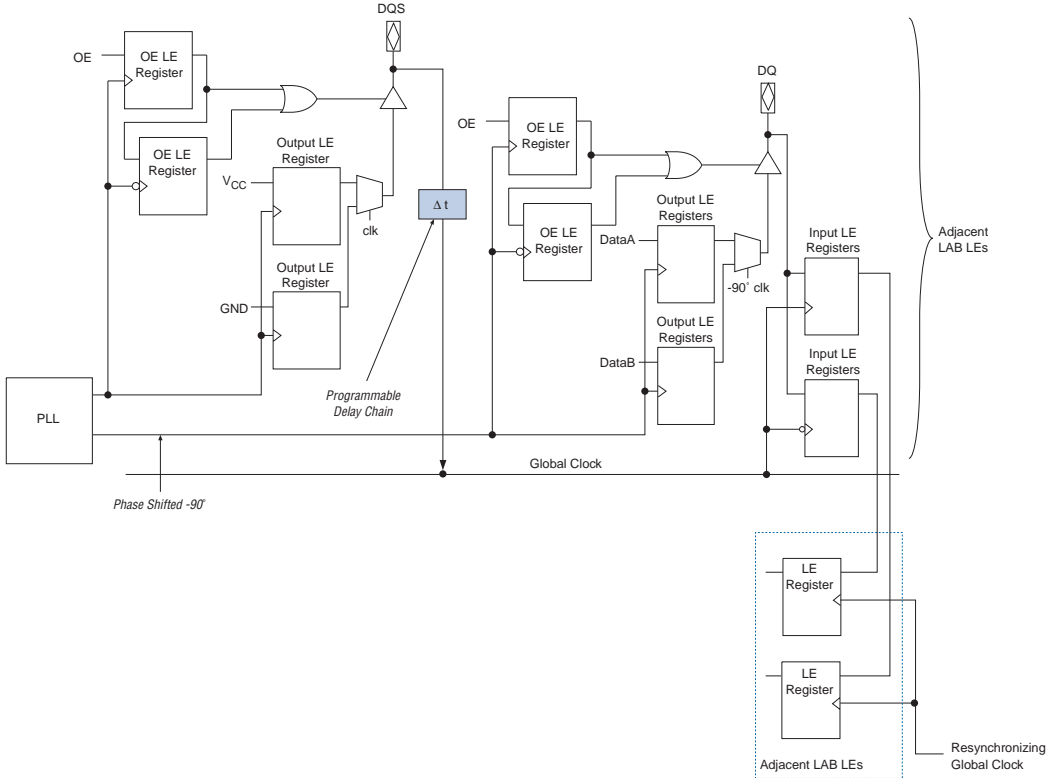 DQS
OE
OE LE
Register
OE LE
Register
Output LE
Register
VCC
clk
Output LE
Register
GND
Δ t
Programmable
Delay Chain
PLL
Phase Shifted -90°
Global Clock
DQ
OE
OE LE
Register
OE LE
Register
Output LE
Registers
DataA
-90° clk
Output LE
Registers
DataB
Input LE
Registers
Input LE
Registers
Adjacent
LAB LEs
LE
Register
LE
Register
Adjacent LAB LEs
Resynchronizing
Global Clock